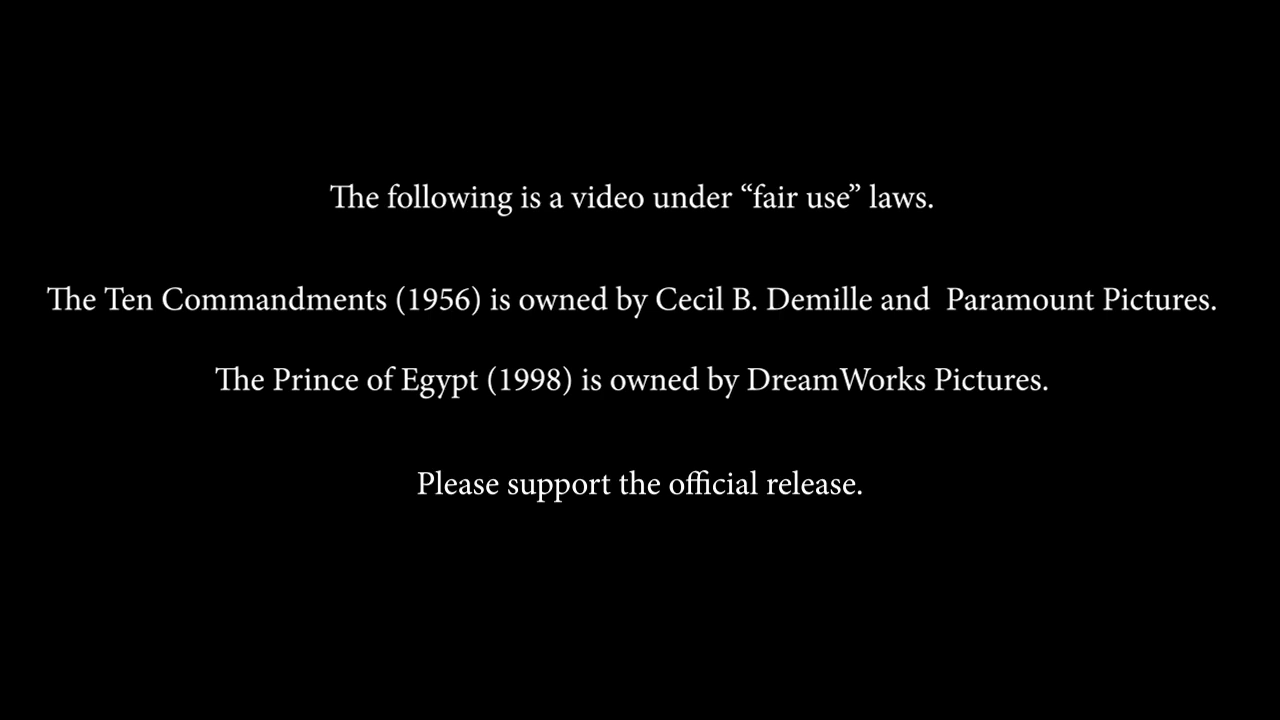 The following is a video under “fair use” laws.
The Ten Commandments (1956) is owned by Cecil B. Demille and  Paramount Pictures.
The Prince of Egypt (1998) is owned by DreamWorks Pictures.
Please support the official release.